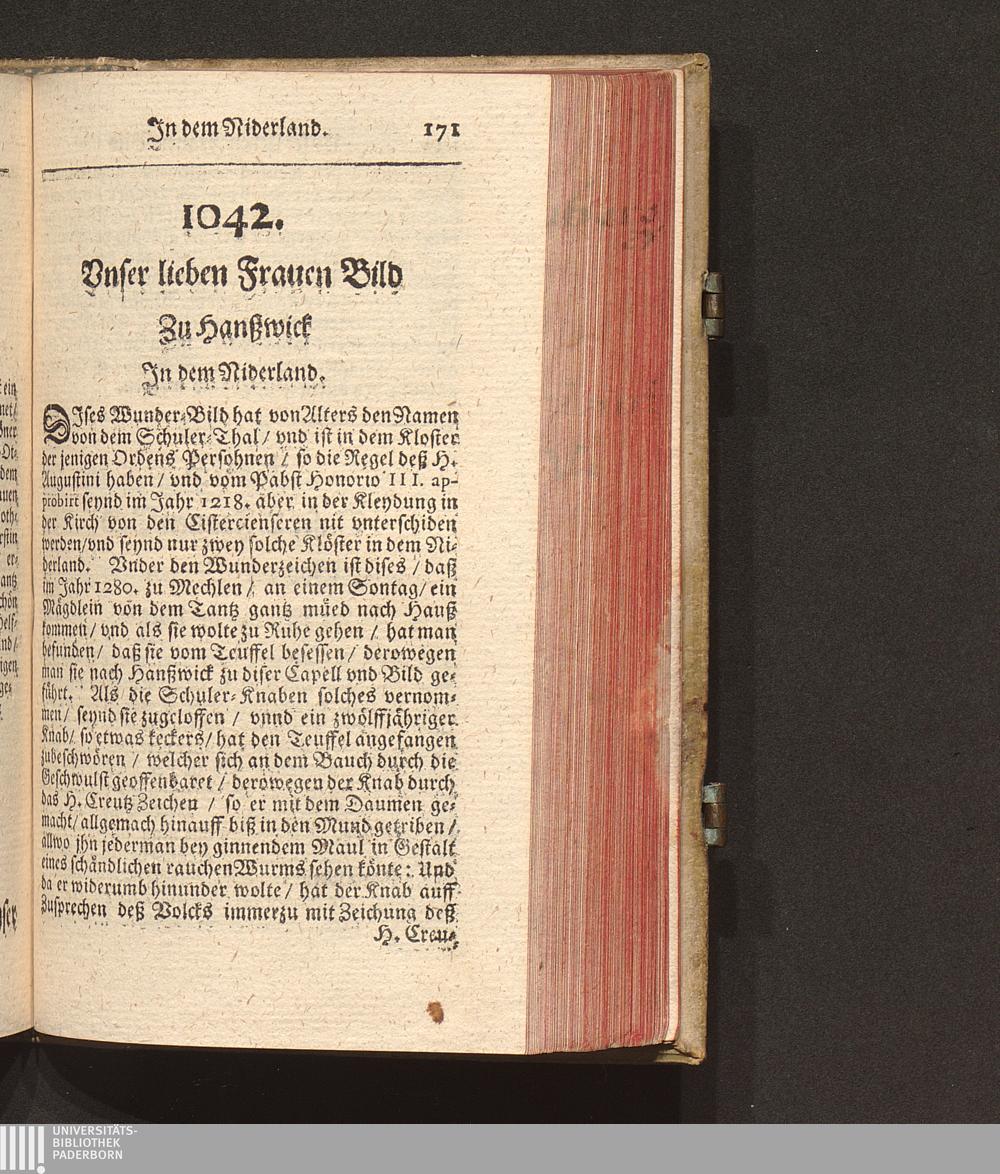 In dem Niderland. 171
1042.
Vnser lieben Frauen Bild
Zu Hanßwick
In dem Niderland.
DIses Wunder-Bild hat von Alters den Namen
von dem Schuler-Thal / vnd ist in dem Kloster
der jenigen Ordens Persohnen / so die Regel deß H.
Augustini haben / vnd vom Pabst Honorio III. ap-
probirt seynd im Jahr 1218. aber in der Kleydung in
der Kirch von den Cisterciensern nit vnterschiden
werden/vnd seynd nur zwey solche Klöster in dem Ni-
derland. Vnder den Wunderzeichen ist dises / daß
im Jahr 1280. zu Mechlen / an einem Sontag/ ein
Mägdlein von dem Tantz gantz müed nach Hauß
kommen / vnd als sie wolte zu Ruhe gehen / hat man
befunden / daß sie vom Teuffel besessen / derowegen
man sie nach Hanßwick zu diser Capell vnd Bild ge-
führt. Als die Schuler-Knaben solches vernom-
men / seynd sie zugeloffen / vnnd ein zwölffjähriger
Knab/ so etwas keckers/ hat den Teuffel angefangen
zubeschwören / welcher sich an dem Bauch durch die
Geschwulst geoffenbaret / derowegen der Knab durch
das H. Creutz Zeichen / so er mit dem Daumen ge-
macht/ allgemach hinauff biß in den Mund getriben /
allwo jhn jederman bey ginnendem Maul in Gestalt
eines schändlichen rauchen Wurms sehen könte: Und
da er widerumb hinunder wolte / hat der Knab auff
Zusprechen deß Volcks immerzu mit Zeichung deß
H. Creu-
UNIVERSITÄTS-
BIBLIOTHEK
PADERBORN